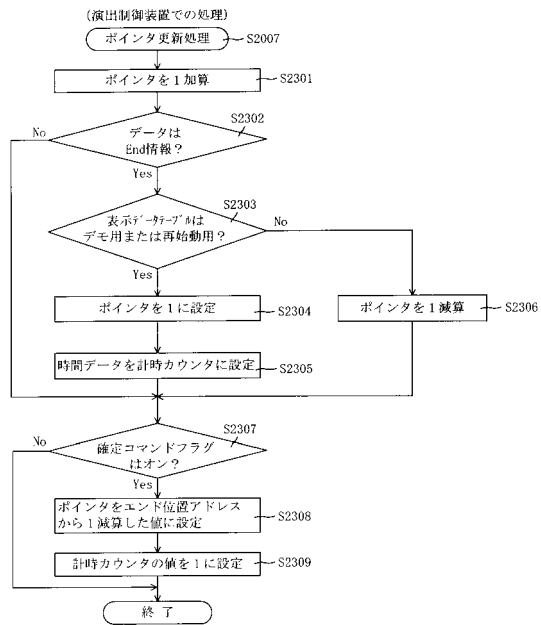 (演出制御装置での処理)
ポインタ更新処理
S2007
ポインタを1加算
S2301
S2302
No
データは
End情報?
Yes
S2303
表示ﾃﾞｰﾀﾃｰﾌﾞﾙは
デモ用または再始動用?
No
Yes
ポインタを1に設定
S2304
ポインタを1減算
S2306
時間データを計時カウンタに設定
S2305
S2307
No
確定コマンドフラグ
はオン?
Yes
ポインタをエンド位置アドレス
から1減算した値に設定
S2308
計時カウンタの値を1に設定
S2309
終了